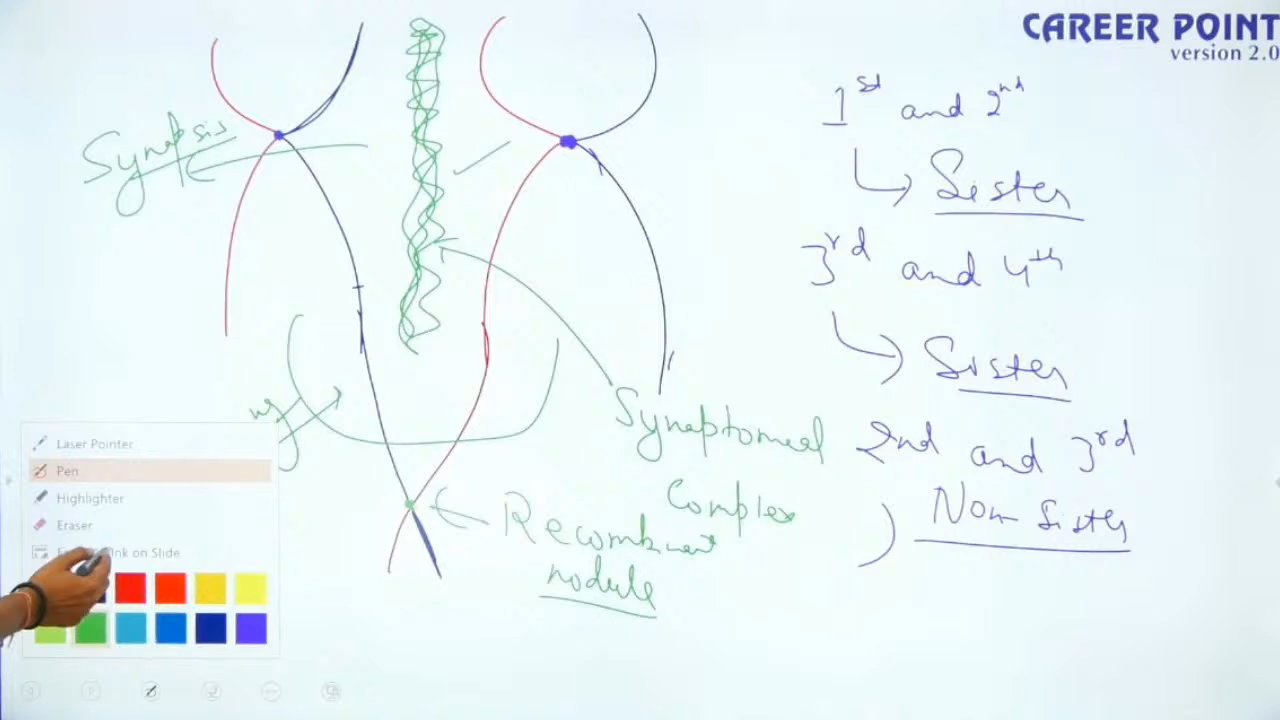 CAREER POINT
version 2.0
1st and 2nd
Sister
3rd and 4th
Sister
2nd and 3rd
Non Sister
Synapsis
Synaptomeal
Complex
Recombinant
nodule
Laser Pointer
Pen
Highlighter
Eraser
Ink on Slide